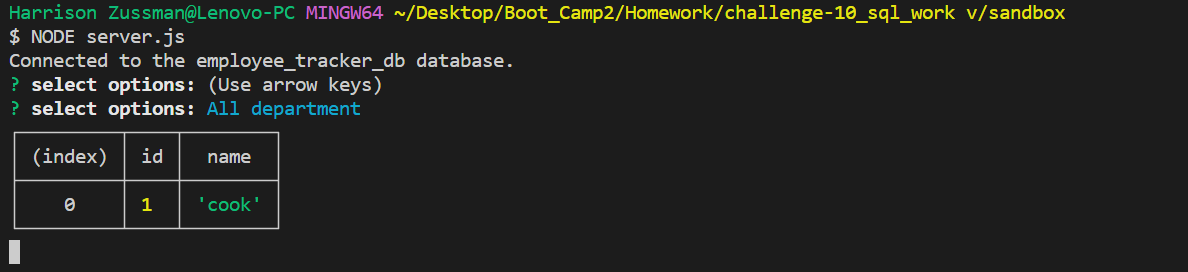 Harrison Zussman@Lenovo-PC MINGW64 ~/Desktop/Boot_Camp2/Homework/challenge-10_sql_work v/sandbox
$ NODE server.js
Connected to the employee_tracker_db database.
? select options: (Use arrow keys)
? select options: All department
(index) id name
0 1 'cook'